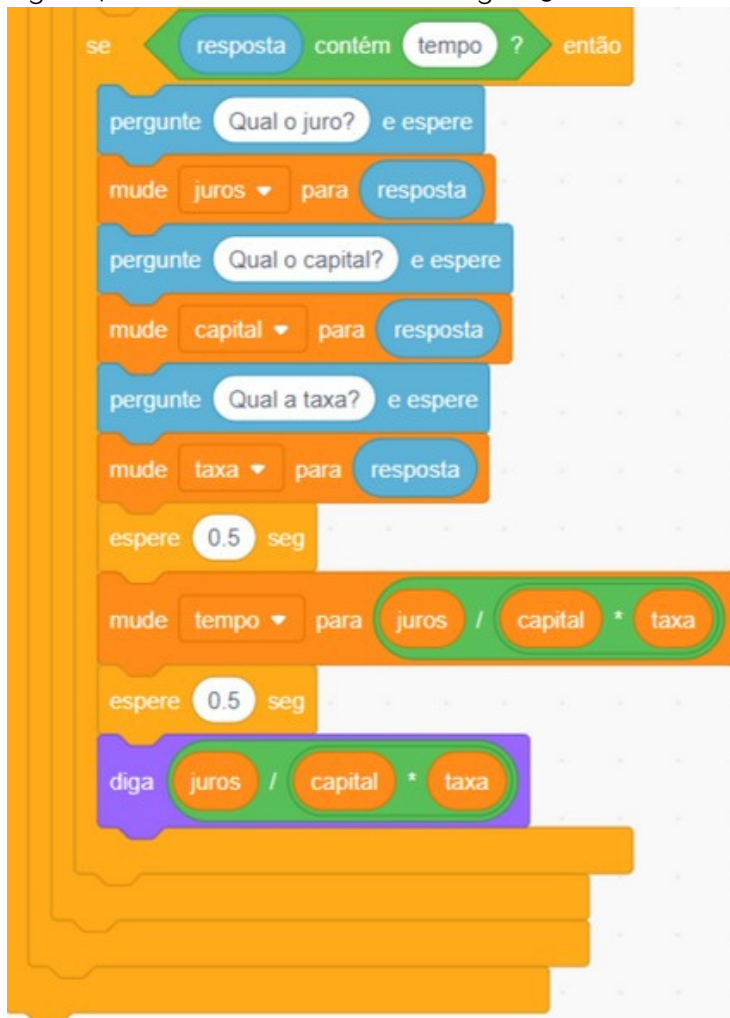 se resposta contém tempo ? então
pergunte Qual o juro? e espere
mude juros para resposta
pergunte Qual o capital? e espere
mude capital para resposta
pergunte Qual a taxa? e espere
mude taxa para resposta
espere 0.5 seg
mude tempo para juros / capital * taxa
espere 0.5 seg
diga juros / capital * taxa